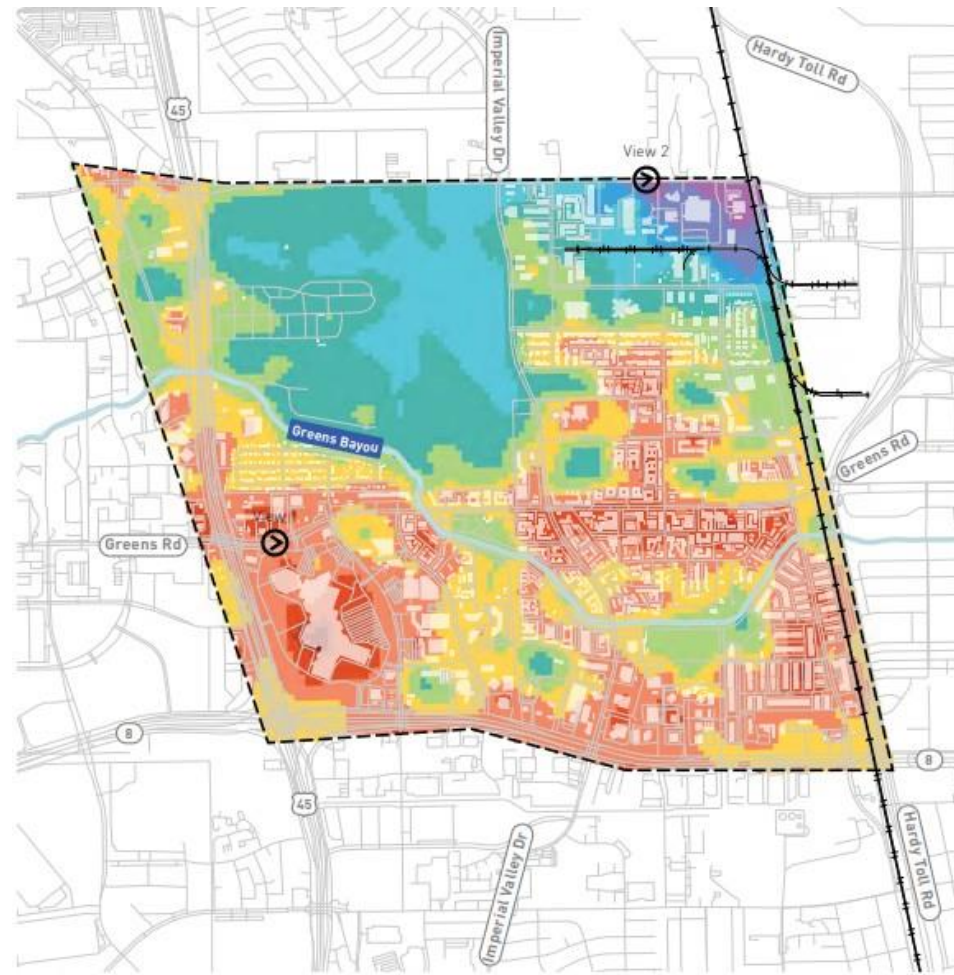 Hardy Toll Rd
Imperial Valley Dr
45
View 2
Greens Bayou
Greens Rd
View 1
Greens Rd
8
8
45
Hardy Toll Rd
Imperial Valley Dr